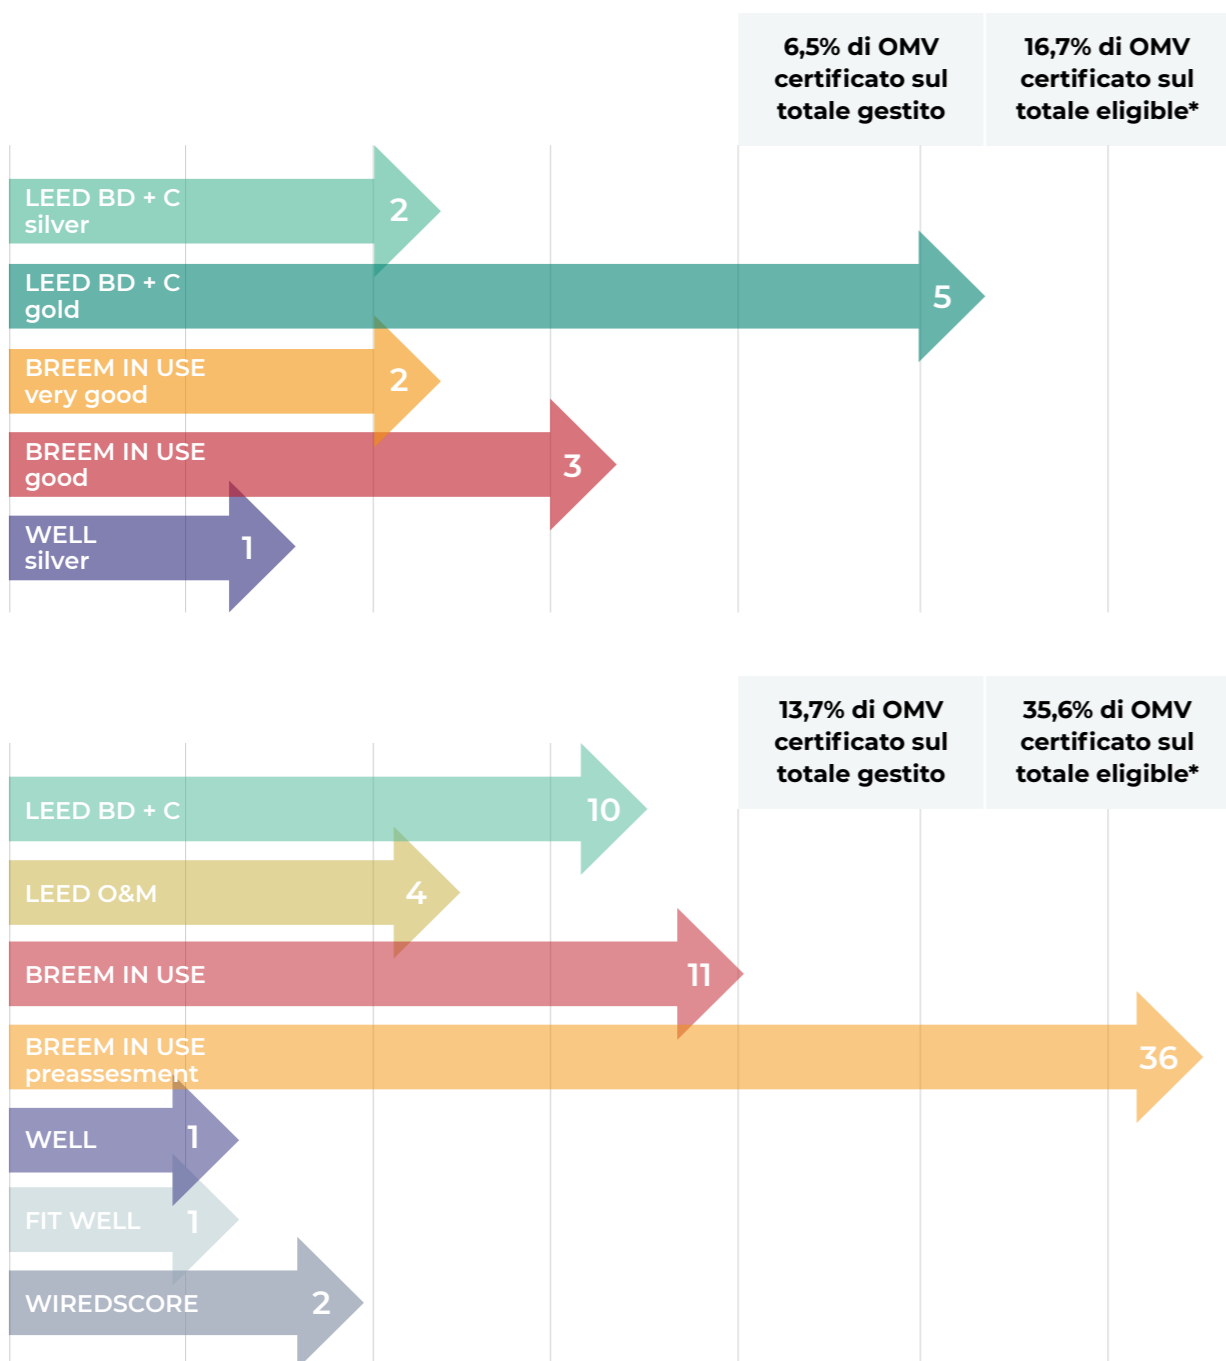 6,5% di OMV
certificato sul
totale gestito
16,7% di OMV
certificato sul
totale eligible*
LEED BD + C
silver
2
LEED BD + C
gold
5
BREEM IN USE
very good
2
BREEM IN USE
good
3
WELL
silver
1
13,7% di OMV
certificato sul
totale gestito
35,6% di OMV
certificato sul
totale eligible*
LEED BD + C
10
LEED O&M
4
BREEM IN USE
11
BREEM IN USE
preassesment
36
WELL
1
FIT WELL
1
WIREDSCORE
2